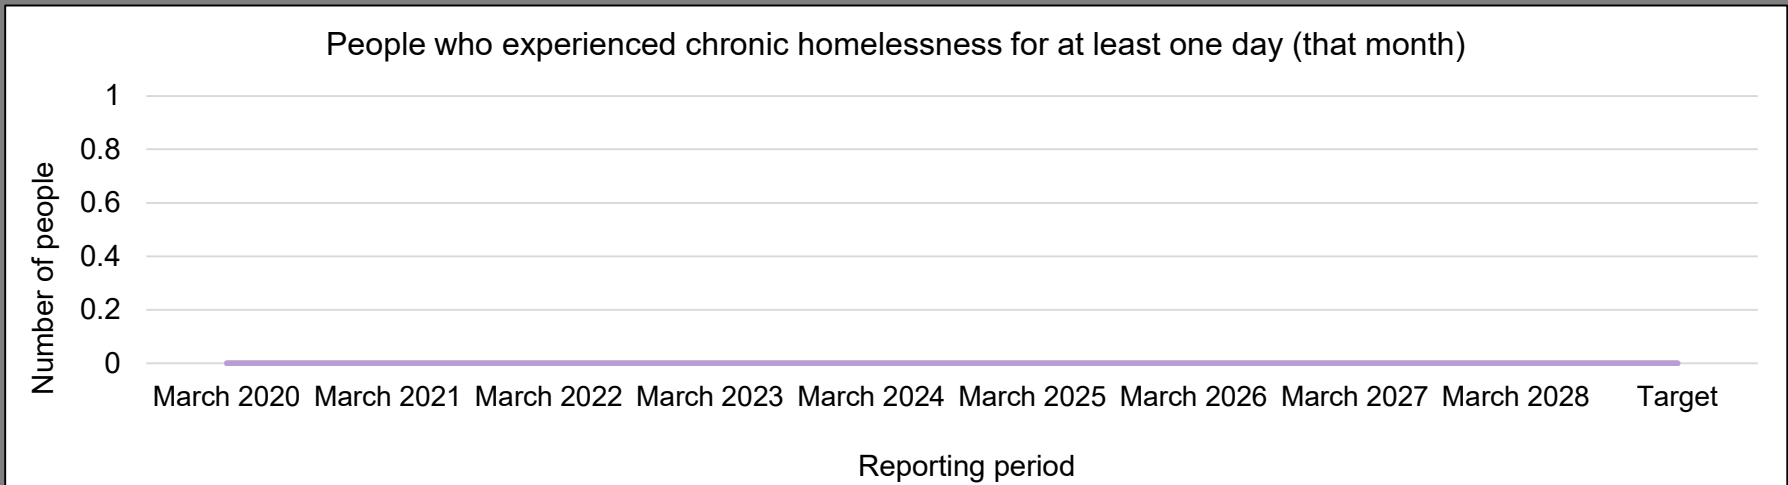 People who experienced chronic homelessness for at least one day (that month)
1
0.8
0.6
0.4
0.2
0
Number of people
March 2020 March 2021 March 2022 March 2023 March 2024 March 2025 March 2026 March 2027 March 2028 Target
Reporting period